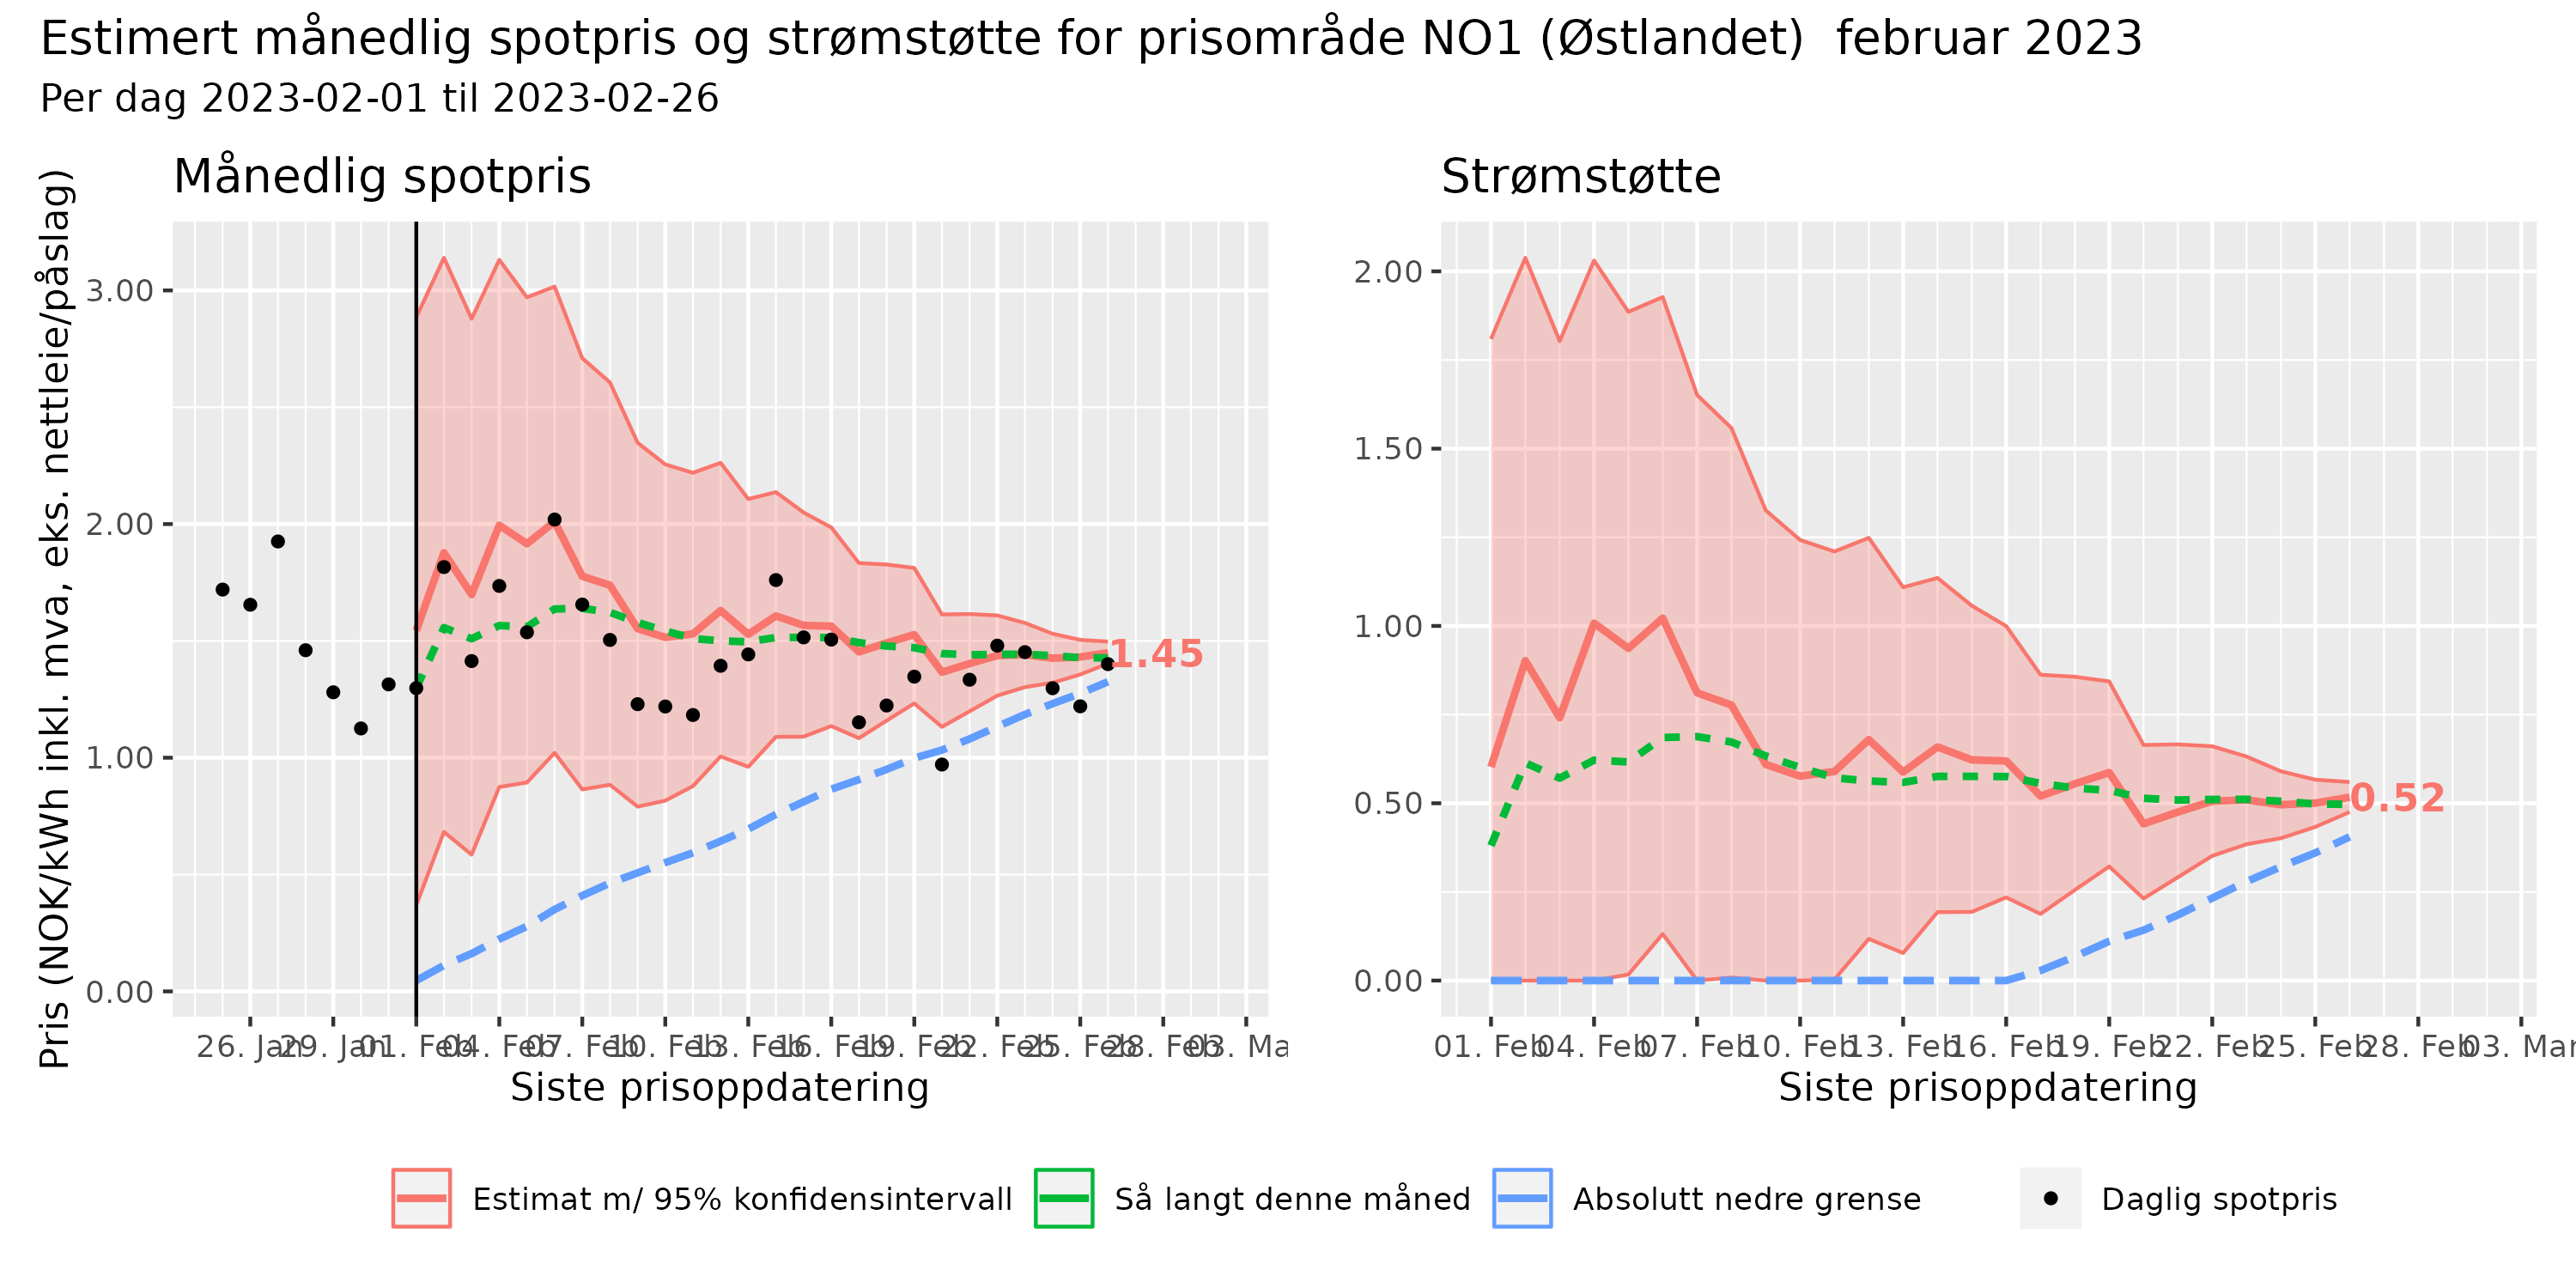 Estimert månedlig spotpris og strømstøtte for prisområde NO1 (Østlandet)  februar 2023
Per dag 2023-02-01 til 2023-02-26
Månedlig spotpris
Pris (NOK/kWh inkl. mva, eks. nettleie/påslag)
3.00
2.00
1.00
0.00
1.45
26. Jan 29. Jan 01. Feb 04. Feb 07. Feb 10. Feb 13. Feb 16. Feb 19. Feb 22. Feb 25. Feb 28. Feb 03. Ma
Siste prisoppdatering
Strømstøtte
2.00
1.50
1.00
0.50
0.00
0.52
01. Feb 04. Feb 07. Feb 10. Feb 13. Feb 16. Feb 19. Feb 22. Feb 25. Feb 28. Feb 03. Mar
Siste prisoppdatering
Estimat m/ 95% konfidensintervall Så langt denne måned Absolutt nedre grense Daglig spotpris